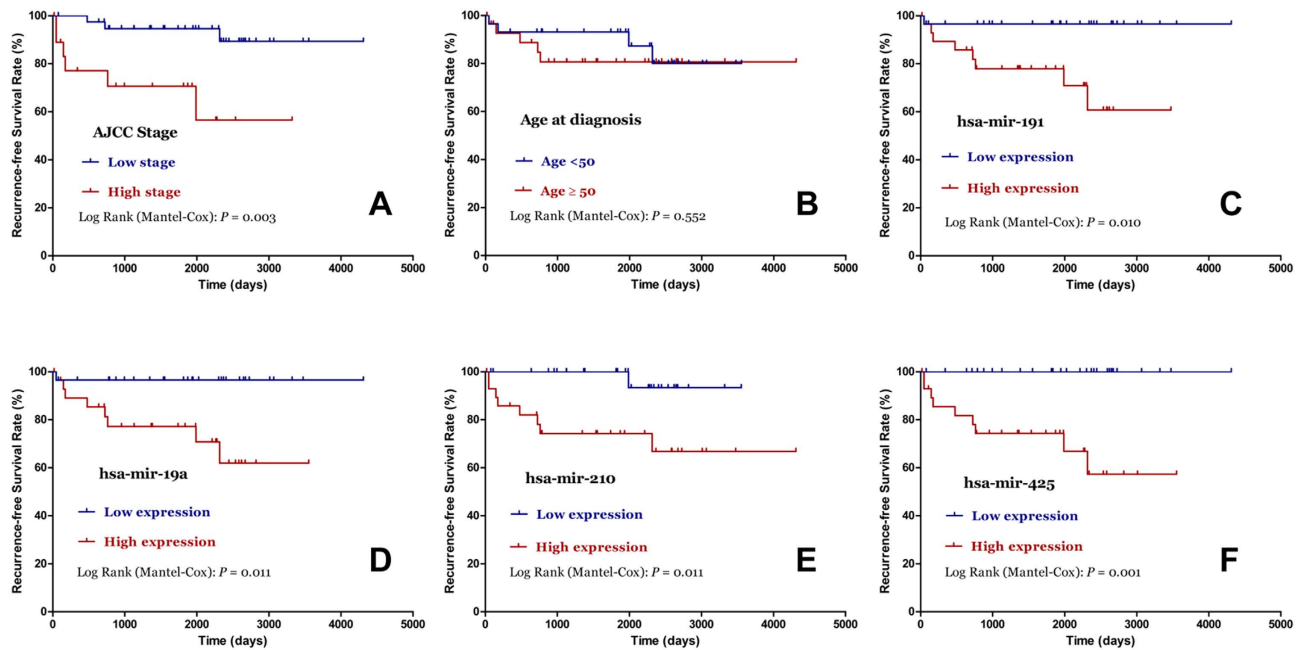 Recurrence-free Survival Rate (%)
100
80
60
40
20
0
AJCC Stage
Low stage
High stage
Log Rank (Mantel-Cox): P = 0.003
A
0 1000 2000 3000 4000 5000
Time (days)
Recurrence-free Survival Rate (%)
100
80
60
40
20
0
Age at diagnosis
Age <50
Age ≥ 50
Log Rank (Mantel-Cox): P = 0.552
B
0 1000 2000 3000 4000 5000
Time (days)
Recurrence-free Survival Rate (%)
100
80
60
40
20
0
hsa-mir-191
Low expression
High expression
Log Rank (Mantel-Cox): P = 0.010
C
0 1000 2000 3000 4000 5000
Time (days)
Recurrence-free Survival Rate (%)
100
80
60
40
20
0
hsa-mir-19a
Low expression
High expression
Log Rank (Mantel-Cox): P = 0.011
D
0 1000 2000 3000 4000 5000
Time (days)
Recurrence-free Survival Rate (%)
100
80
60
40
20
0
hsa-mir-210
Low expression
High expression
Log Rank (Mantel-Cox): P = 0.011
E
0 1000 2000 3000 4000 5000
Time (days)
Recurrence-free Survival Rate (%)
100
80
60
40
20
0
hsa-mir-425
Low expression
High expression
Log Rank (Mantel-Cox): P = 0.001
F
0 1000 2000 3000 4000 5000
Time (days)